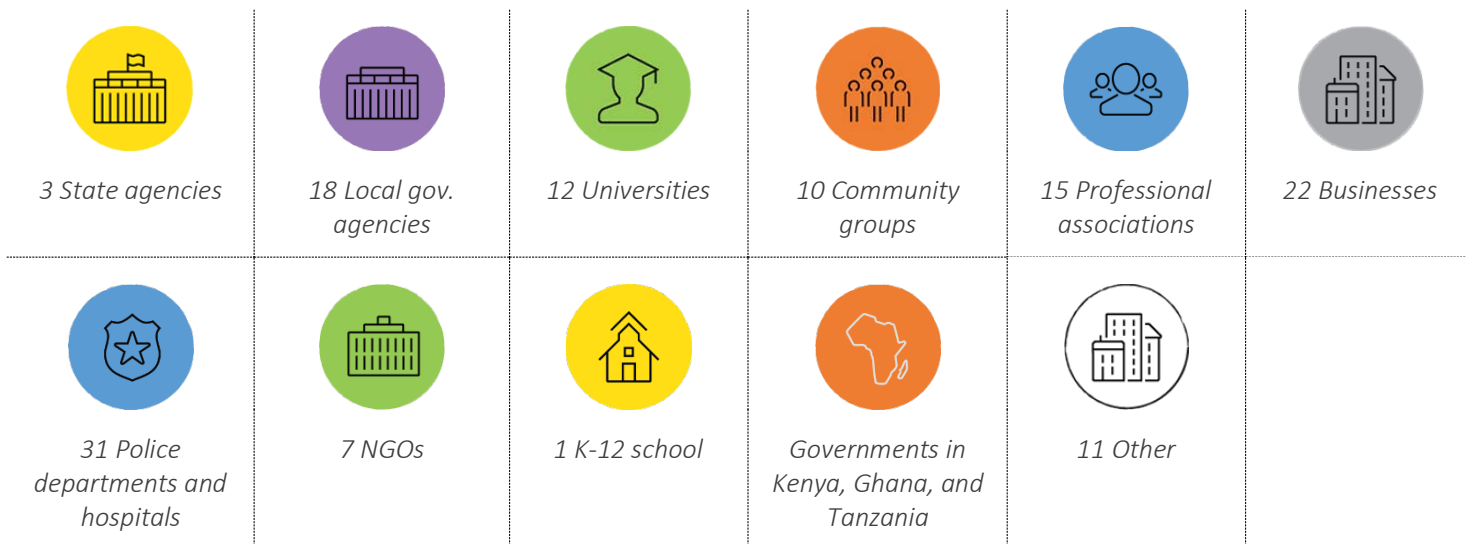 3 State agencies
18 Local gov.
agencies
12 Universities
10 Community
groups
15 Professional
associations
22 Businesses
31 Police
departments and
hospitals
7 NGOs
1 K-12 school
Governments in
Kenya, Ghana, and
Tanzania
11 Other